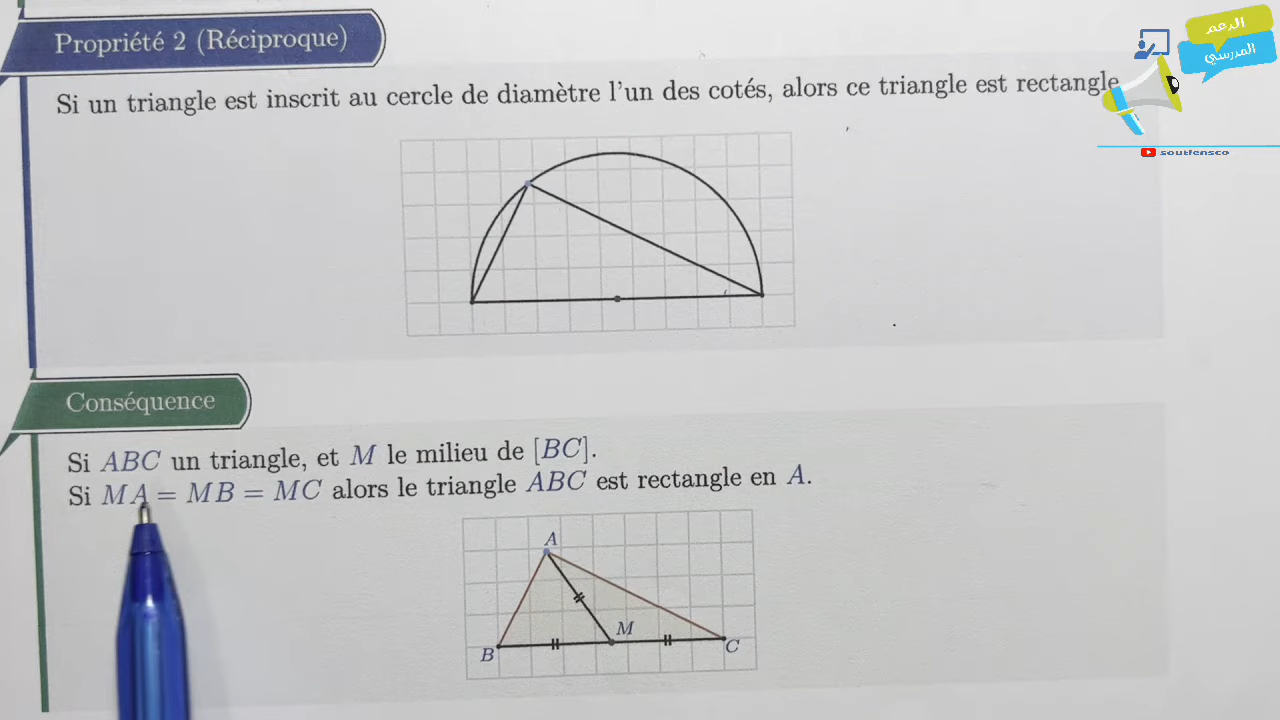 الدعم
المدرسي
soutiensco
Propriété 2 (Réciproque)
Si un triangle est inscrit au cercle de diamètre l'un des cotés, alors ce triangle est rectangle
Conséquence
Si ABC un triangle, et M le milieu de [BC].
Si MA = MB = MC alors le triangle ABC est rectangle en A.
A
M
B
C